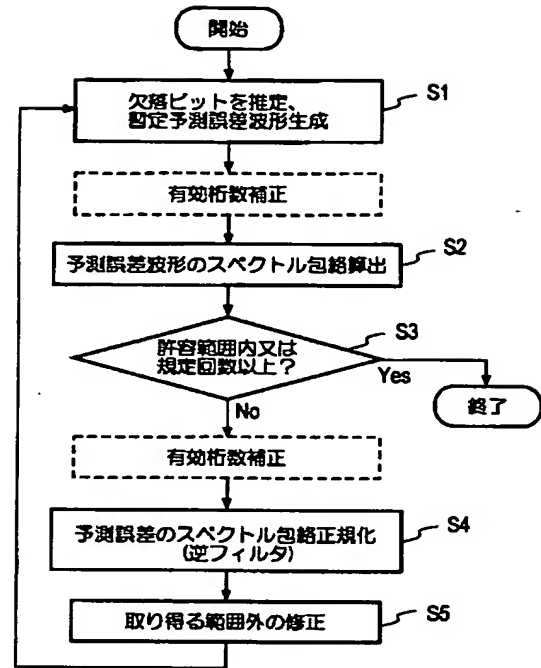 開始
欠落ビットを推定、
暫定予測誤差波形生成
S1
有効桁数補正
S2
予測誤差波形のスペクトル包絡算出
S3
許容範囲内又は
規定回数以上?
Yes
終了
No
有効桁数補正
予測誤差のスペクトル包絡正規化
(逆フィルタ)
S4
取り得る範囲外の修正
S5